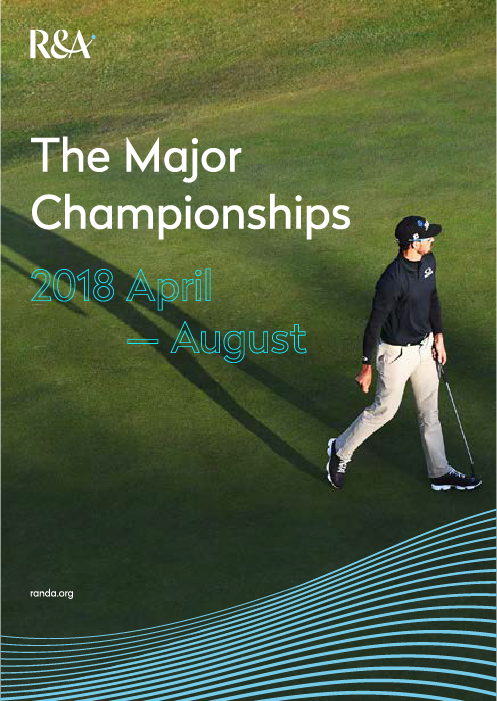 R&A
The Major
Championships
2018 April
— August
randa.org